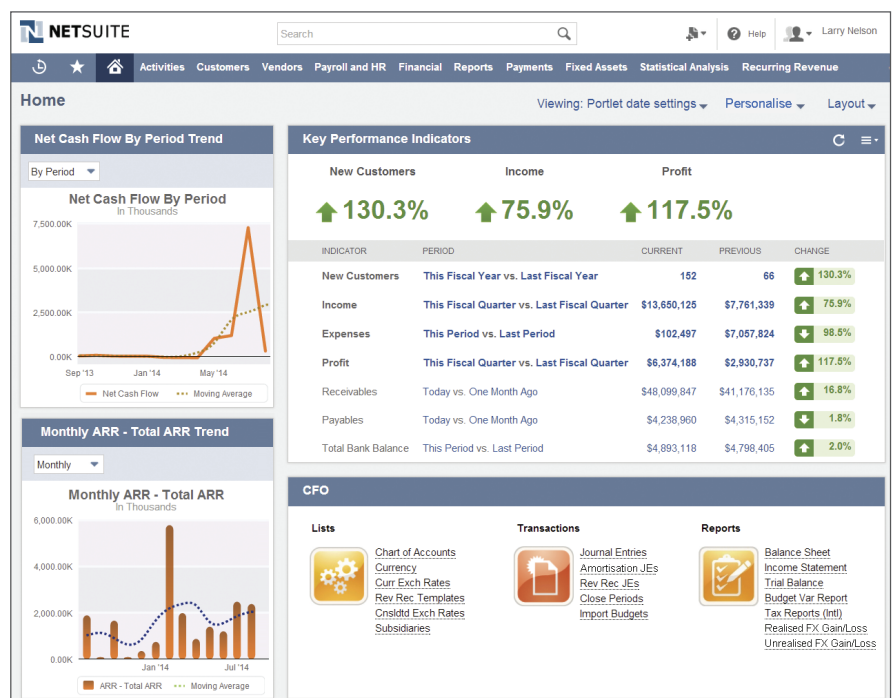 NETSUITE
Search
Help
Larry Nelson
Activities Customers Vendors Payroll and HR Financial Reports Payments Fixed Assets Statistical Analysis Recurring Revenue
Home
Viewing: Portlet date settings Personalise Layout
Net Cash Flow By Period Trend
By Period
Net Cash Flow By Period
In Thousands
7,500.00K
5,000.00K
2,500.00K
0.00K
Sep '13 Jan '14 May '14
Net Cash Flow Moving Average
Monthly ARR - Total ARR Trend
Monthly
Monthly ARR - Total ARR
In Thousands
6,000.00K
4,000.00K
2,000.00K
0.00K
Jan '14 Jul '14
ARR - Total ARR Moving Average
Key Performance Indicators
New Customers Income Profit
130.3% 75.9% 117.5%
INDICATOR PERIOD CURRENT PREVIOUS CHANGE
New Customers This Fiscal Year vs. Last Fiscal Year 152 66 130.3%
Income This Fiscal Quarter vs. Last Fiscal Quarter $13,650,125 $7,761,339 75.9%
Expenses This Period vs. Last Period $102,497 $7,057,824 98.5%
Profit This Fiscal Quarter vs. Last Fiscal Quarter $6,374,188 $2,930,737 117.5%
Receivables Today vs. One Month Ago $48,099,847 $41,176,135 16.8%
Payables Today vs. One Month Ago $4,238,960 $4,315,152 1.8%
Total Bank Balance This Period vs. Last Period $4,893,118 $4,798,405 2.0%
CFO
Lists
Chart of Accounts
Currency
Curr Exch Rates
Rev Rec Templates
Cnsldtd Exch Rates
Subsidiaries
Transactions
Journal Entries
Amortisation JEs
Rev Rec JEs
Close Periods
Import Budgets
Reports
Balance Sheet
Income Statement
Trial Balance
Budget Var Report
Tax Reports (Intl)
Realised FX Gain/Loss
Unrealised FX Gain/Loss